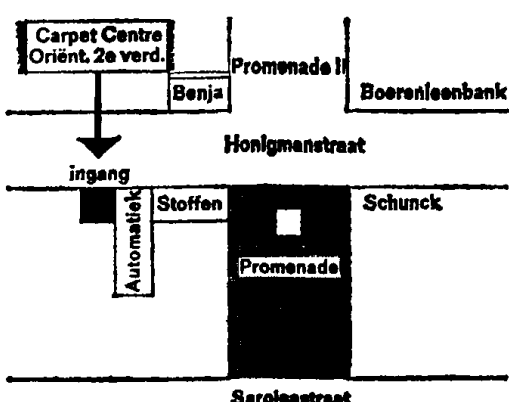 Carpet Centre
Oriënt. 2e verd.
Promenade II
Benja
Boerenleenbank
Honigmanstraat
ingang
Automatiek
Stoffen
Schunck
Promenade
Saroleastraat